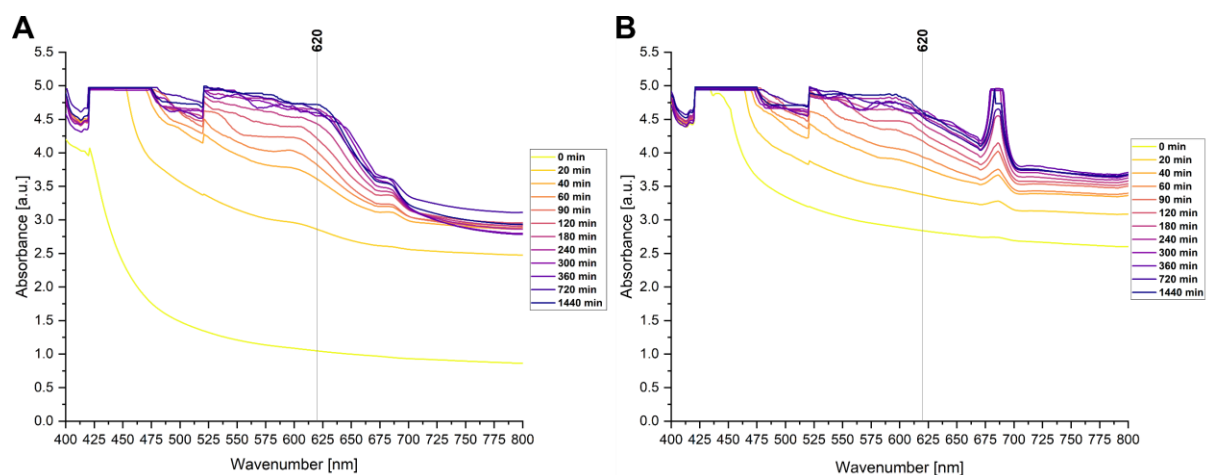 A
620
5.5
5.0
4.5
4.0
3.5
3.0
2.5
2.0
1.5
1.0
0.5
0.0
Absorbance [a.u.]
400 425 450 475 500 525 550 575 600 625 650 675 700 725 750 775 800
Wavenumber [nm]
0 min
20 min
40 min
60 min
90 min
120 min
180 min
240 min
300 min
360 min
720 min
1440 min
B
620
5.5
5.0
4.5
4.0
3.5
3.0
2.5
2.0
1.5
1.0
0.5
0.0
Absorbance [a.u.]
400 425 450 475 500 525 550 575 600 625 650 675 700 725 750 775 800
Wavenumber [nm]
0 min
20 min
40 min
60 min
90 min
120 min
180 min
240 min
300 min
360 min
720 min
1440 min